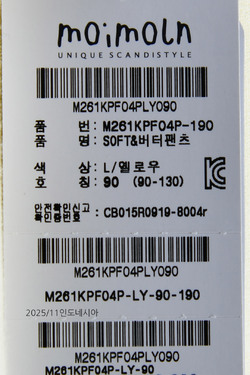 moimoln
UNIQUE SCANDISTYLE
M261KPF04PLY090
품 번: M261KPF04P-190
품 명: SOFT&버터팬츠
색 상: L/옐로우
호 칭: 90 (90-130)
안전확인신고
확인증번호: CB015R0919-8004r
M261KPF04PLY090
M261KPF04P-LY-90-190
2025/11인도네시아
M261KPF04PLY090
M261KPF04P-LY-90